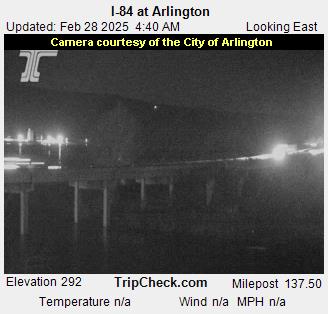 I-84 at Arlington
Updated: Feb 28 2025 4:40 AM Looking East
Camera courtesy of the City of Arlington
Elevation 292 TripCheck.com Milepost 137.50
Temperature n/a Wind n/a MPH n/a